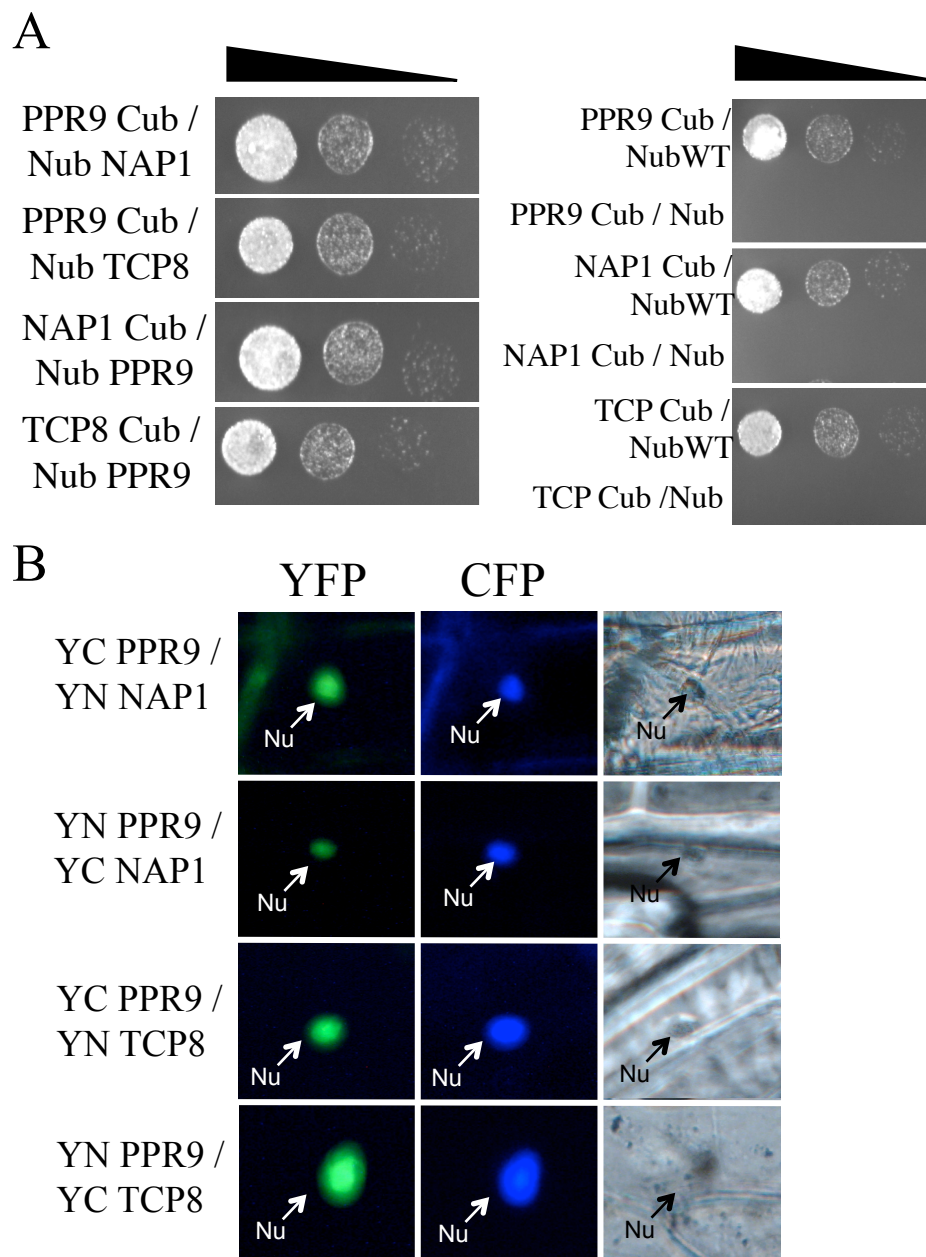 A
PPR9 Cub /
Nub NAP1
PPR9 Cub /
Nub TCP8
NAP1 Cub /
Nub PPR9
TCP8 Cub /
Nub PPR9
PPR9 Cub /
NubWT
PPR9 Cub / Nub
NAP1 Cub /
NubWT
NAP1 Cub / Nub
TCP Cub /
NubWT
TCP Cub /Nub
B
YFP CFP
YC PPR9 /
YN NAP1
Nu Nu Nu
YN PPR9 /
YC NAP1
Nu Nu Nu
YC PPR9 /
YN TCP8
Nu Nu Nu
YN PPR9 /
YC TCP8
Nu Nu Nu